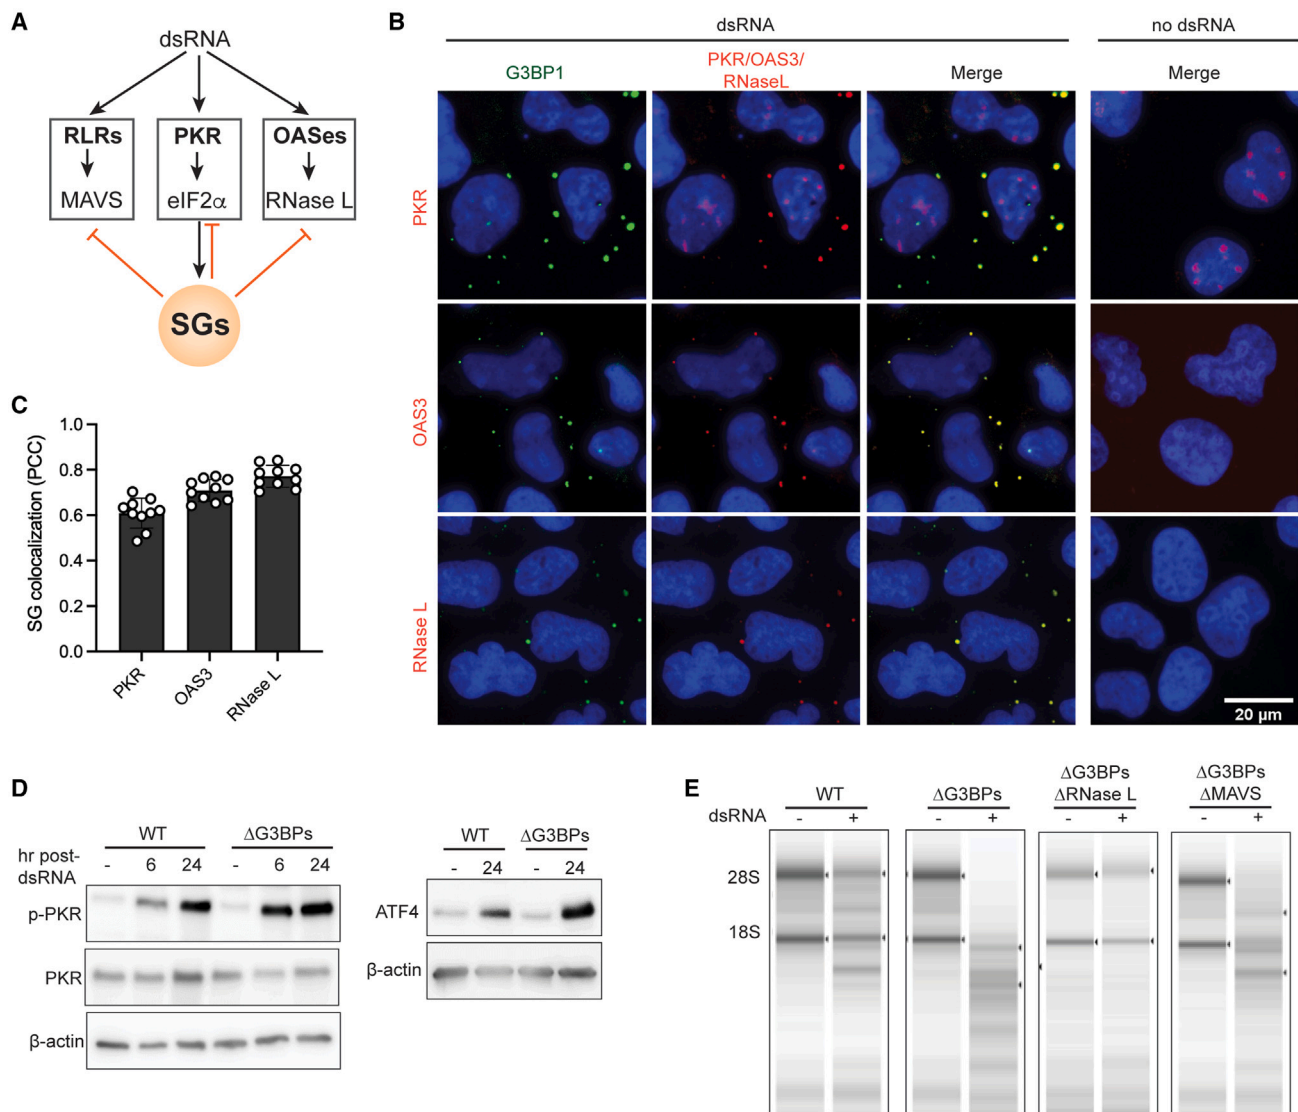 A
dsRNA
RLRs
PKR
OASes
MAVS
eIF2α
RNase L
SGs
B
dsRNA
no dsRNA
G3BP1
PKR/OAS3/
RNaseL
Merge
Merge
PKR
OAS3
RNase L
20 µm
C
SG colocalization (PCC)
1.0
0.8
0.6
0.4
0.2
0.0
PKR
OAS3
RNase L
D
WT
ΔG3BPs
hr post-
dsRNA
- 6 24 - 6 24
p-PKR
PKR
β-actin
WT
ΔG3BPs
- 24 - 24
ATF4
β-actin
E
WT
ΔG3BPs
ΔG3BPs
ΔRNase L
ΔG3BPs
ΔMAVS
dsRNA
- + - + - + - +
28S
18S